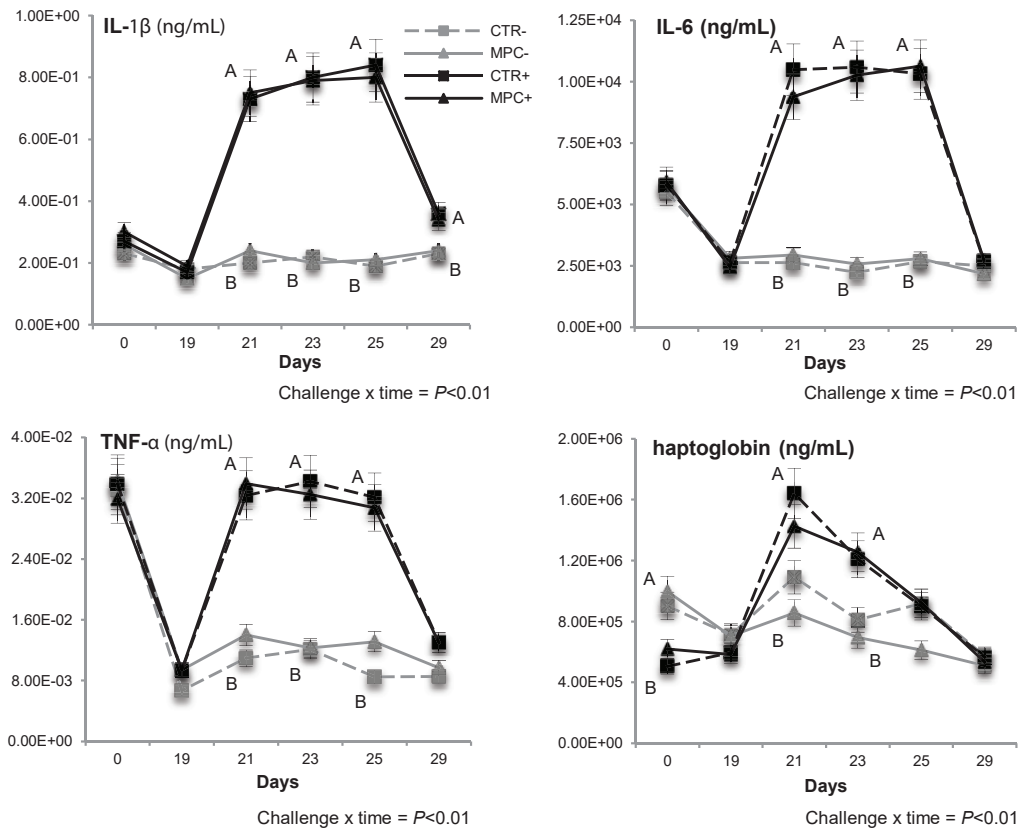 IL-1β (ng/mL)
1.00E+00
8.00E-01
6.00E-01
4.00E-01
2.00E-01
0.00E+00
CTR-
MPC-
CTR+
MPC+
A
A
A
A
B
B
B
B
0
19
21
23
25
29
Days
Challenge x time = P<0.01
IL-6 (ng/mL)
1.25E+04
1.00E+04
7.50E+03
5.00E+03
2.50E+03
0.00E+00
A
A
A
B
B
B
0
19
21
23
25
29
Days
Challenge x time = P<0.01
TNF-α (ng/mL)
4.00E-02
3.20E-02
2.40E-02
1.60E-02
8.00E-03
0.00E+00
A
A
A
B
B
B
0
19
21
23
25
29
Days
Challenge x time = P<0.01
haptoglobin (ng/mL)
2.00E+06
1.60E+06
1.20E+06
8.00E+05
4.00E+05
0.00E+00
A
A
A
B
B
B
0
19
21
23
25
29
Days
Challenge x time = P<0.01